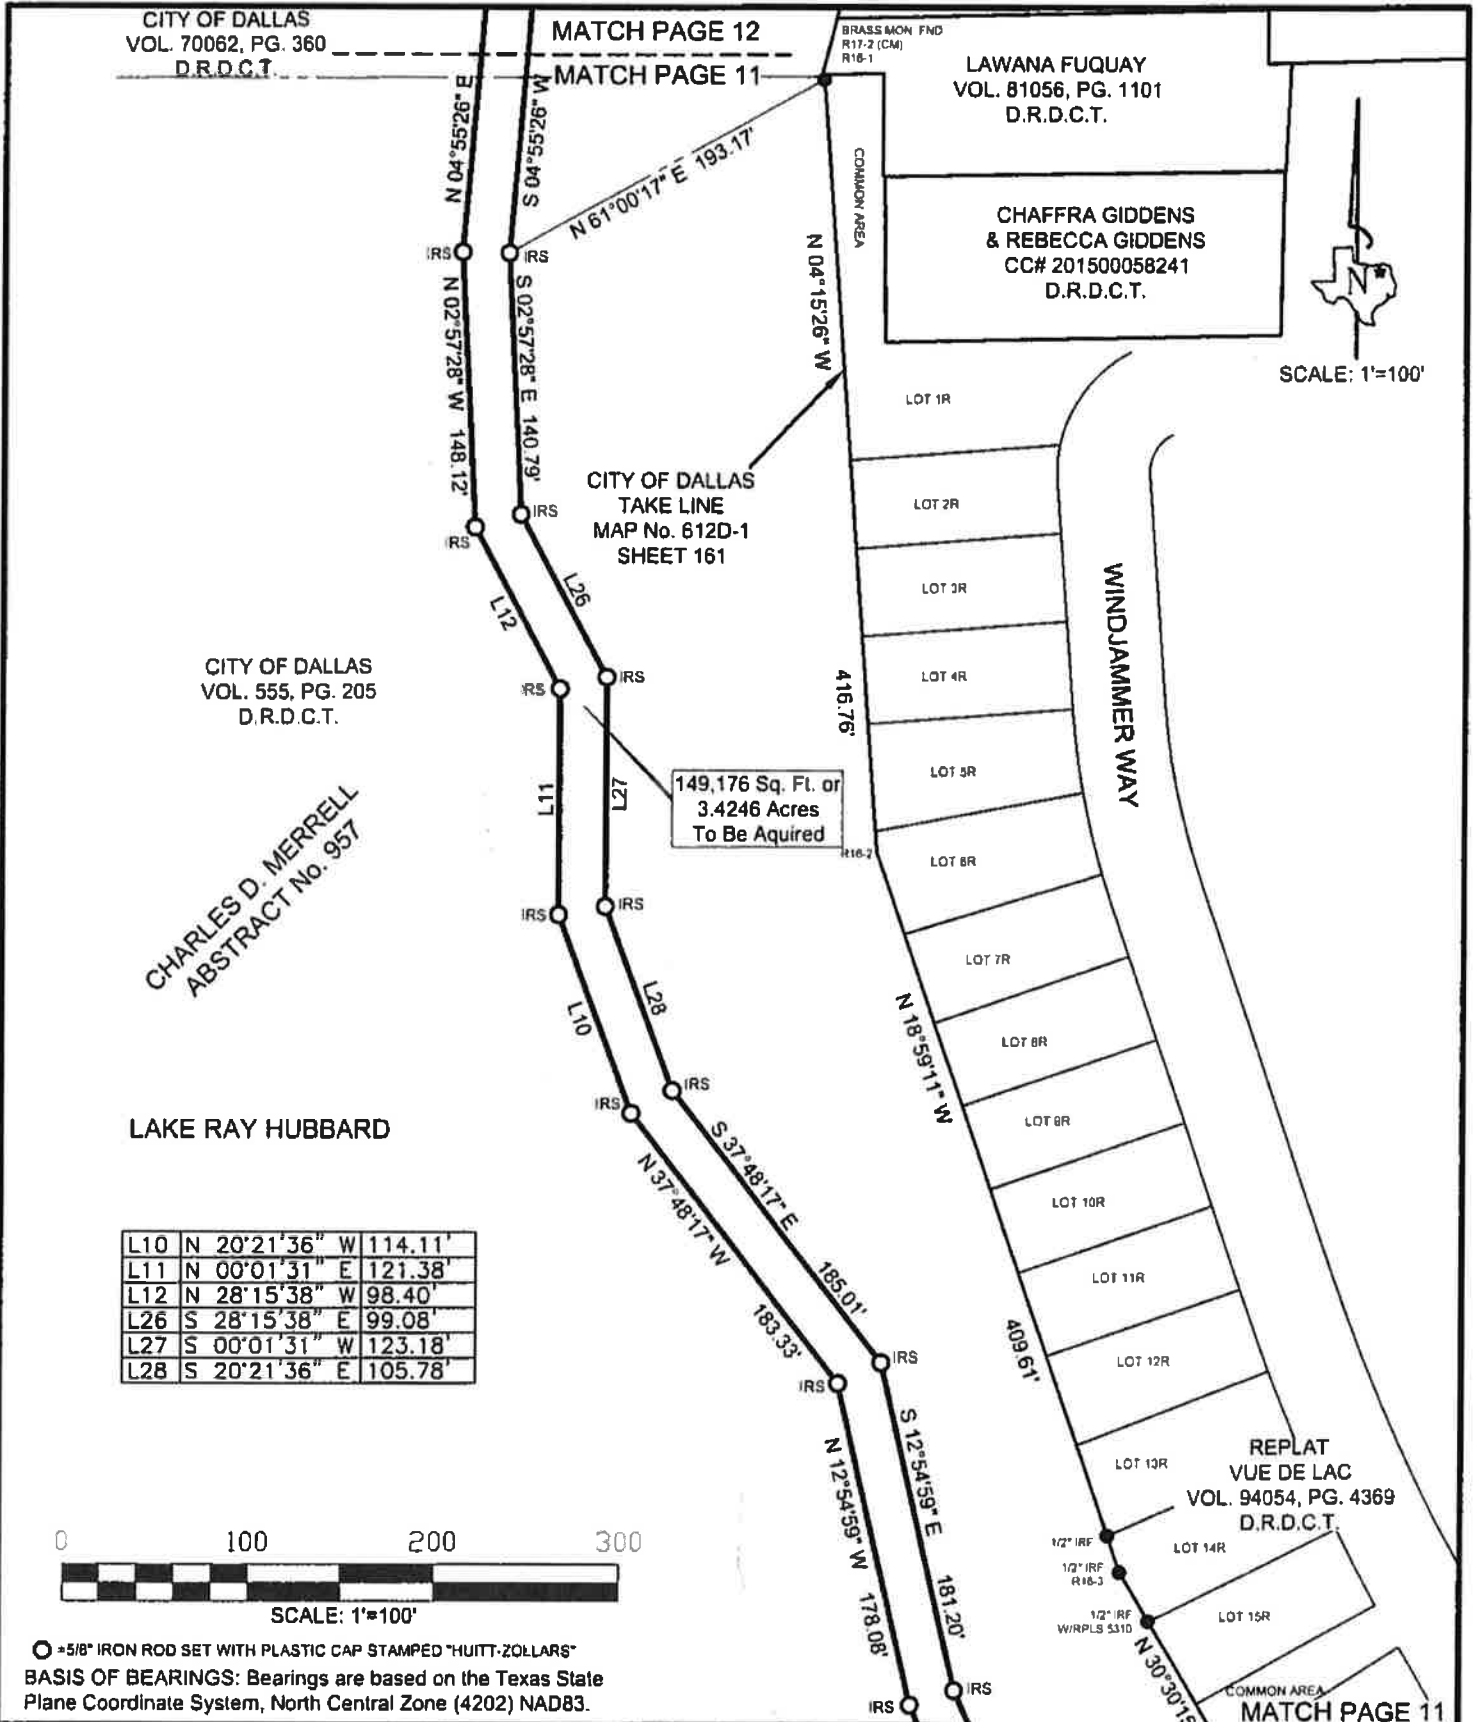 CITY OF DALLAS
VOL. 70062, PG. 360
D.R.D.C.T.
MATCH PAGE 12
MATCH PAGE 11
BRASS MON FND
R17-2 (CM)
R16-1
LAWANA FUQUAY
VOL. 81056, PG. 1101
D.R.D.C.T.
N 04°55'26" E
S 04°55'26" W
N 61°00'17" E 193.17'
COMMON AREA
CHAFFRA GIDDENS
& REBECCA GIDDENS
CC# 201500058241
D.R.D.C.T.
N
SCALE: 1'=100'
IRS
IRS
N 02°57'28" W 148.12'
S 02°57'28" E 140.79'
N 04°15'26" W
416.76'
CITY OF DALLAS
TAKE LINE
MAP No. 612D-1
SHEET 161
LOT 1R
LOT 2R
LOT 3R
LOT 4R
LOT 5R
LOT 6R
LOT 7R
LOT 8R
LOT 9R
LOT 10R
LOT 11R
LOT 12R
LOT 13R
LOT 14R
LOT 15R
WINDJAMMER WAY
IRS
IRS
L12
L26
IRS
IRS
CITY OF DALLAS
VOL. 555, PG. 205
D.R.D.C.T.
L11
L27
149,176 Sq. Ft. or
3.4246 Acres
To Be Aquired
R16-2
CHARLES D. MERRELL
ABSTRACT No. 957
IRS
IRS
L10
L28
N 18°59'11" W
409.61'
IRS
IRS
LAKE RAY HUBBARD
N 37°48'17" W
183.33'
S 37°48'17" E
185.01'
L10 N 20°21'36" W 114.11'
L11 N 00°01'31" E 121.38'
L12 N 28°15'38" W 98.40'
L26 S 28°15'38" E 99.08'
L27 S 00°01'31" W 123.18'
L28 S 20°21'36" E 105.78'
IRS
IRS
N 12°54'59" W 178.08'
S 12°54'59" E 181.20'
REPLAT
VUE DE LAC
VOL. 94054, PG. 4369
D.R.D.C.T.
1/2" IRF
1/2" IRF
R16-3
1/2" IRF
W/RPLS 5310
0 100 200 300
SCALE: 1'=100'
=5/8" IRON ROD SET WITH PLASTIC CAP STAMPED "HUITT-ZOLLARS"
BASIS OF BEARINGS: Bearings are based on the Texas State
Plane Coordinate System, North Central Zone (4202) NAD83.
IRS
IRS
COMMON AREA
MATCH PAGE 11